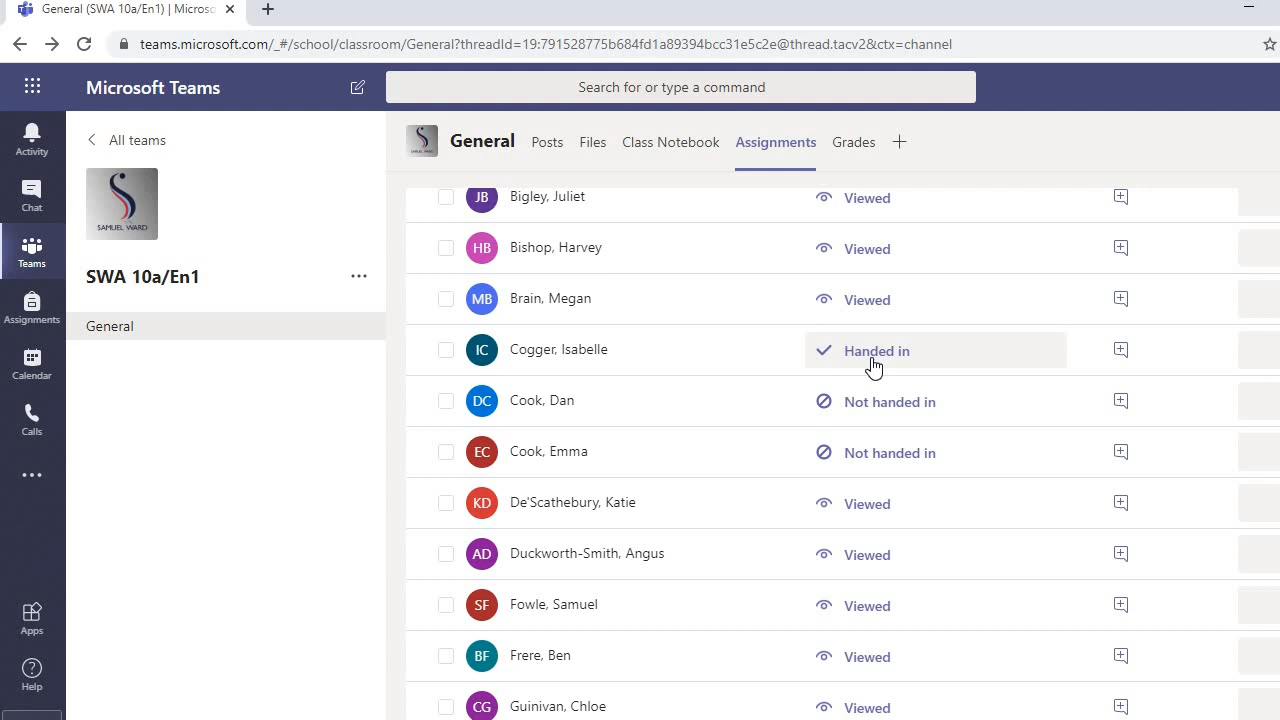 General (SWA 10a/En1) | Microso
teams.microsoft.com/_#/school/classroom/General?threadId=19:791528775b684fd1a89394bcc31e5c2e@thread.tacv2&ctx=channel
Microsoft Teams
Search for or type a command
Activity
Chat
Teams
Assignments
Calendar
Calls
Apps
Help
All teams
SAMUEL WARD
SWA 10a/En1
General
General Posts Files Class Notebook Assignments Grades
JB Bigley, Juliet Viewed
HB Bishop, Harvey Viewed
MB Brain, Megan Viewed
IC Cogger, Isabelle Handed in
DC Cook, Dan Not handed in
EC Cook, Emma Not handed in
KD De'Scathebury, Katie Viewed
AD Duckworth-Smith, Angus Viewed
SF Fowle, Samuel Viewed
BF Frere, Ben Viewed
CG Guinivan, Chloe Viewed